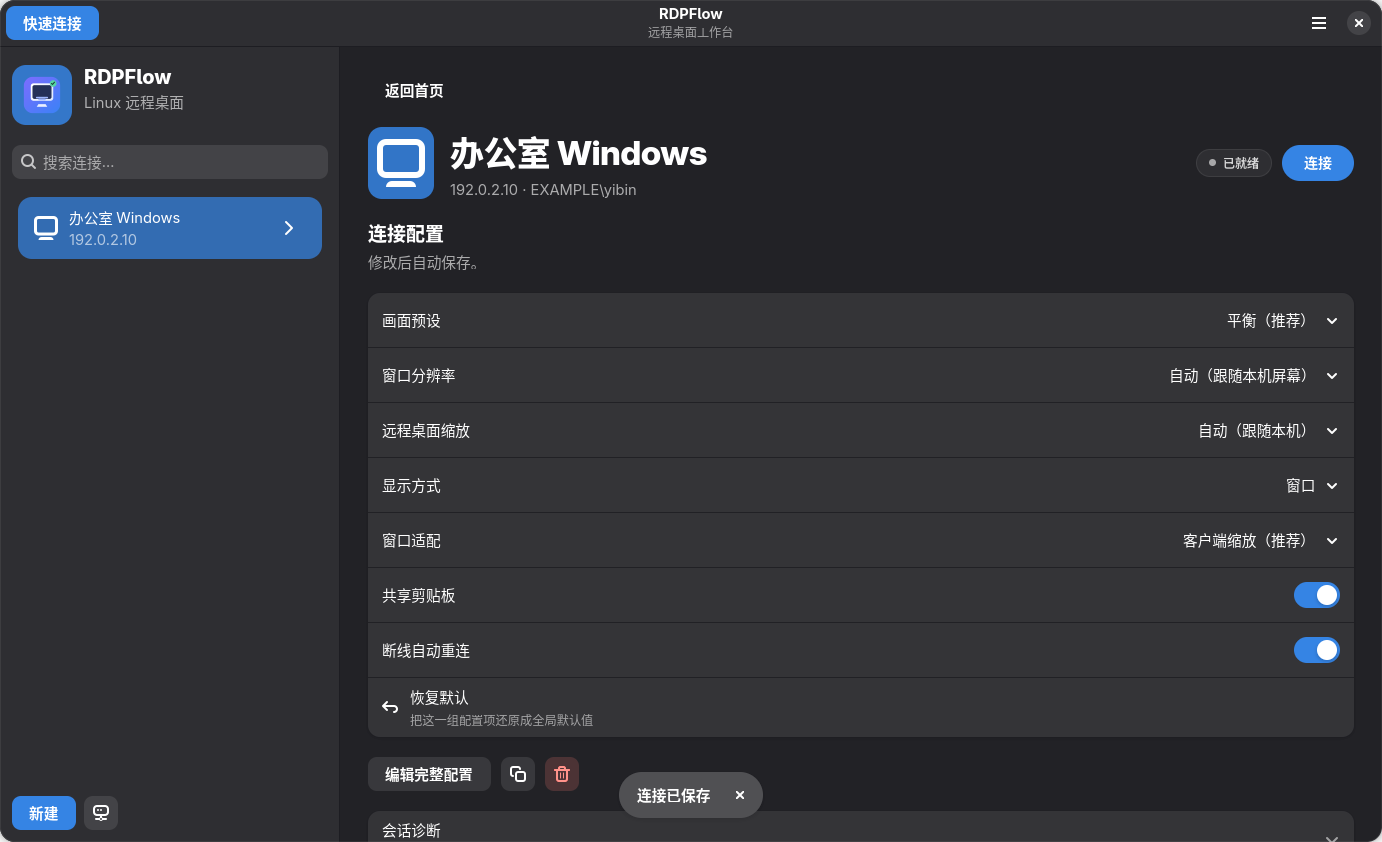 快速连接
RDPFlow
远程桌面工作台
RDPFlow
Linux 远程桌面
搜索连接...
办公室 Windows
192.0.2.10
新建
返回首页
办公室 Windows
192.0.2.10 · EXAMPLE\yibin
已就绪
连接
连接配置
修改后自动保存。
画面预设
平衡（推荐）
窗口分辨率
自动（跟随本机屏幕）
远程桌面缩放
自动（跟随本机）
显示方式
窗口
窗口适配
客户端缩放（推荐）
共享剪贴板
断线自动重连
恢复默认
把这一组配置项还原成全局默认值
编辑完整配置
连接已保存
会话诊断